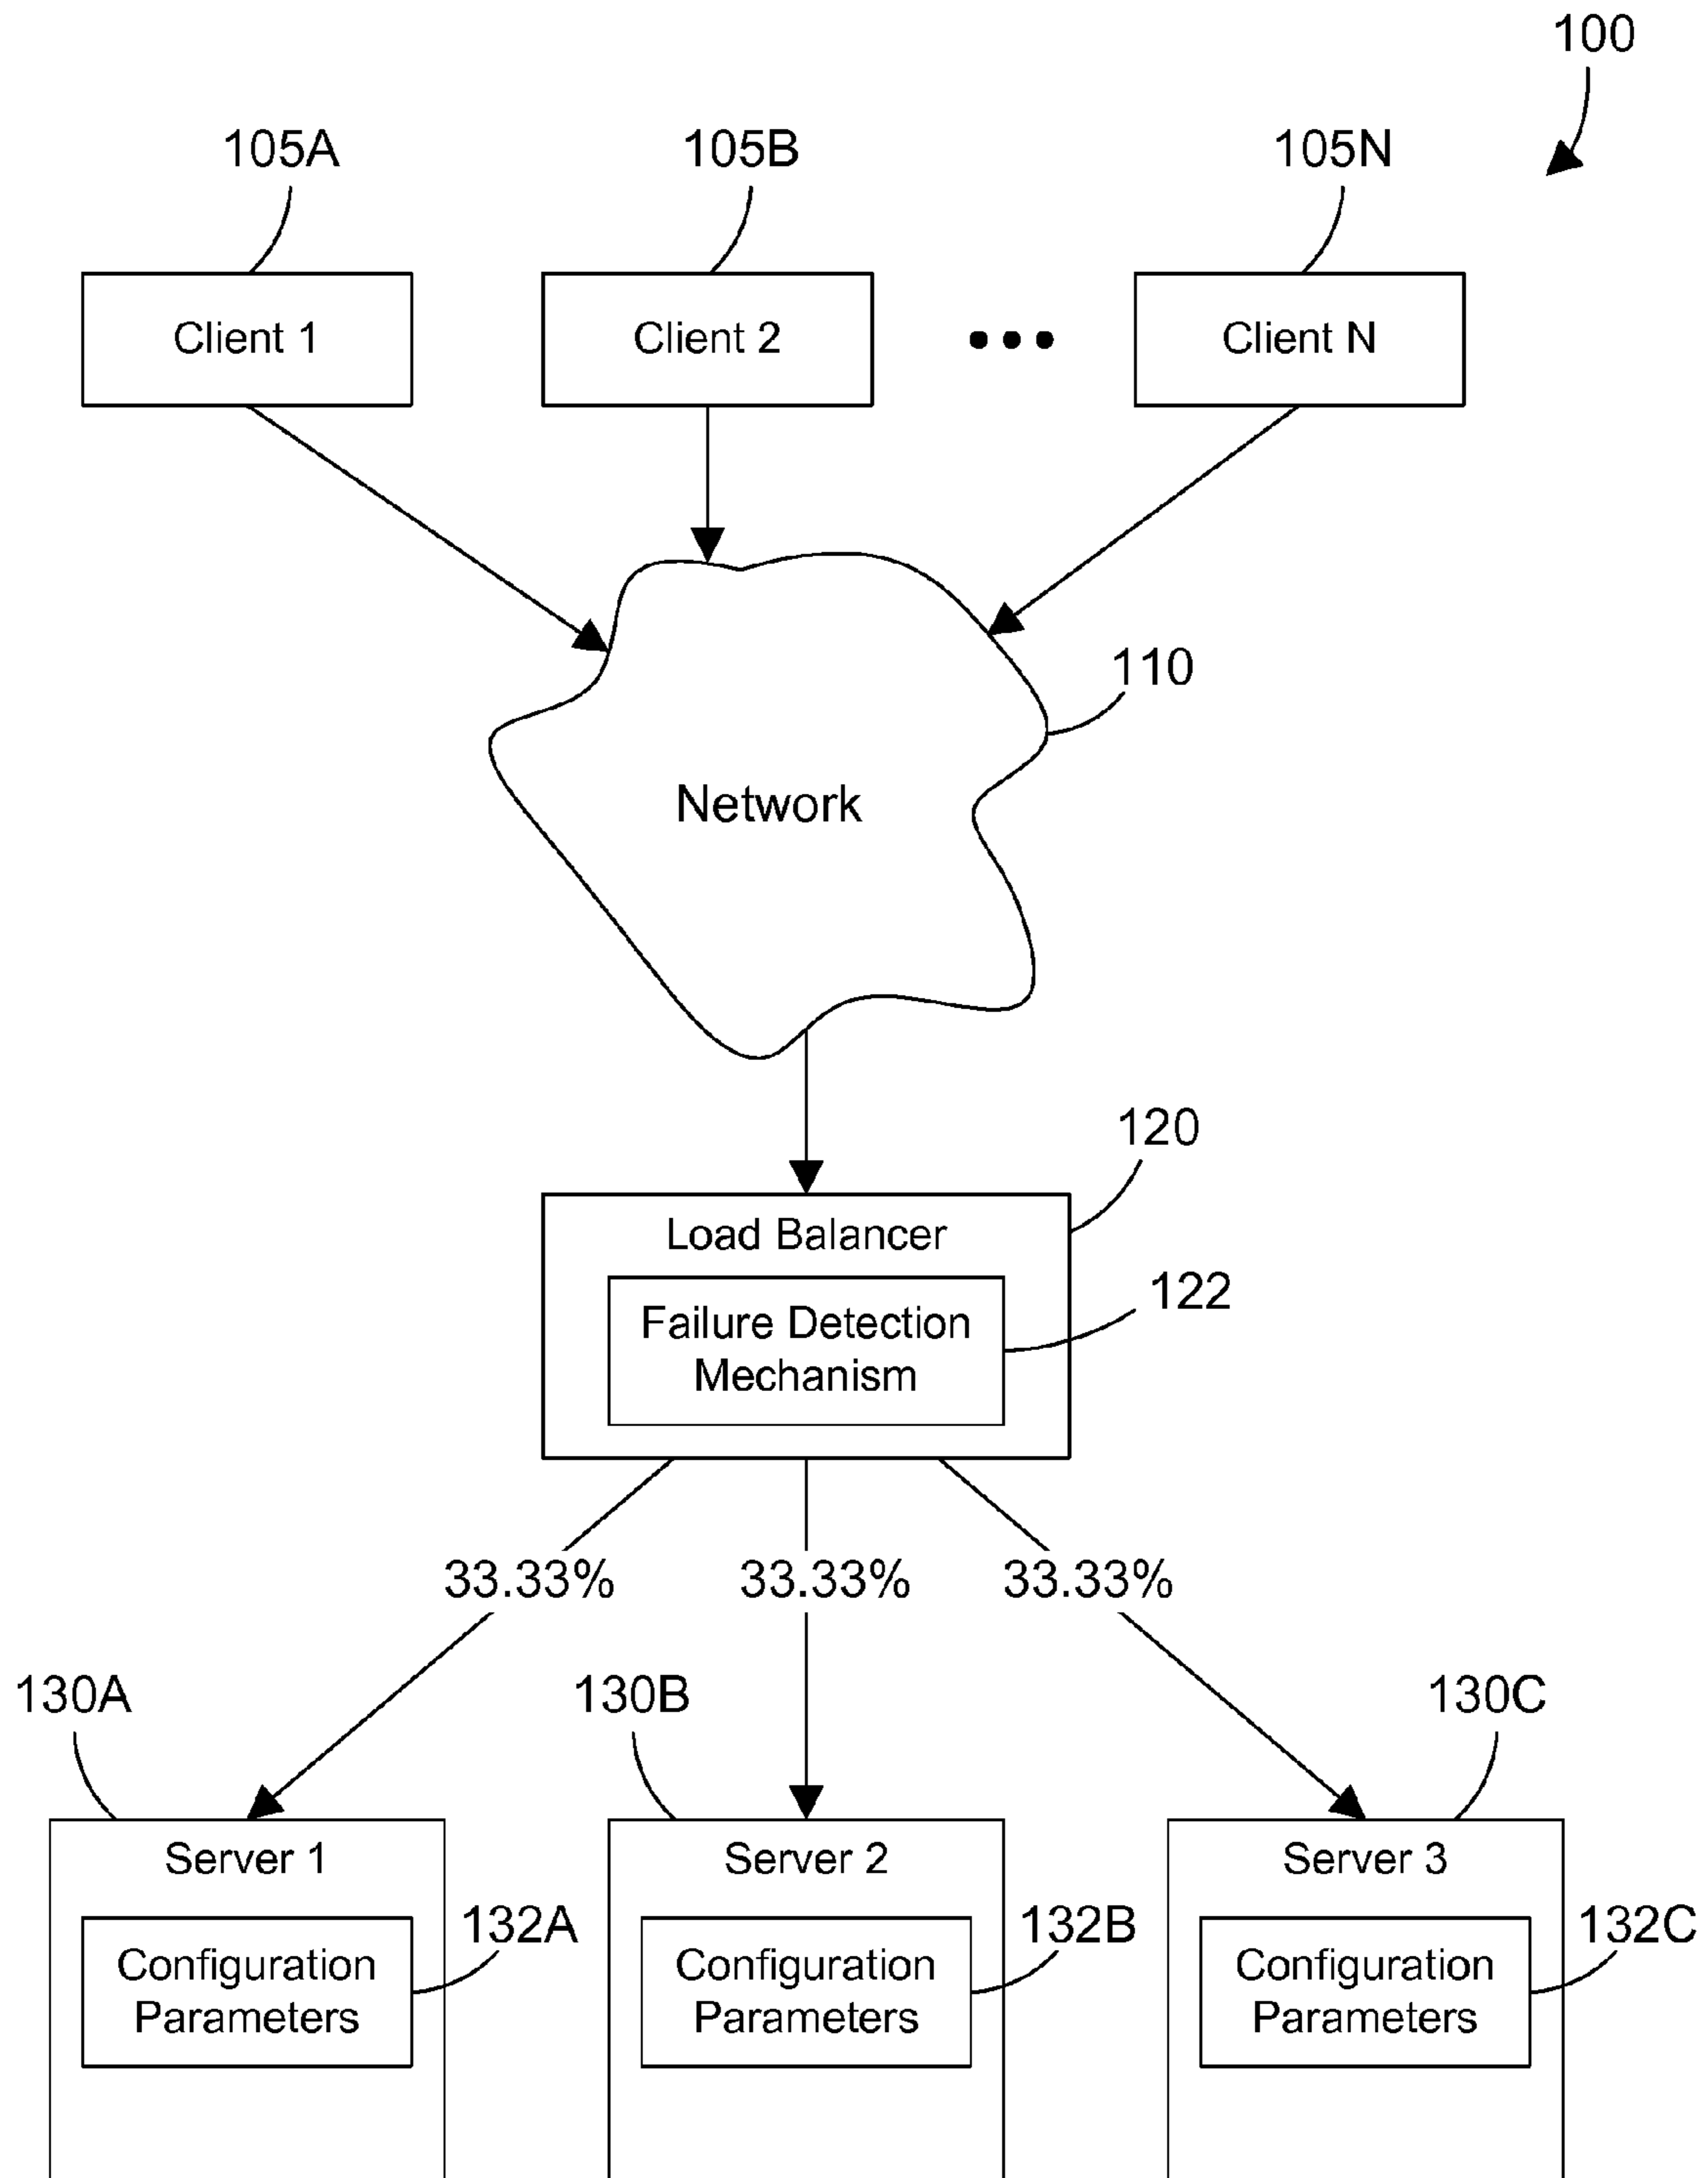 100
105A
105B
105N
Client 1
Client 2
Client N
110
Network
120
Load Balancer
122
Failure Detection
Mechanism
33.33%
33.33%
33.33%
130A
130B
130C
Server 1
Server 2
Server 3
132A
132B
132C
Configuration
Parameters
Configuration
Parameters
Configuration
Parameters